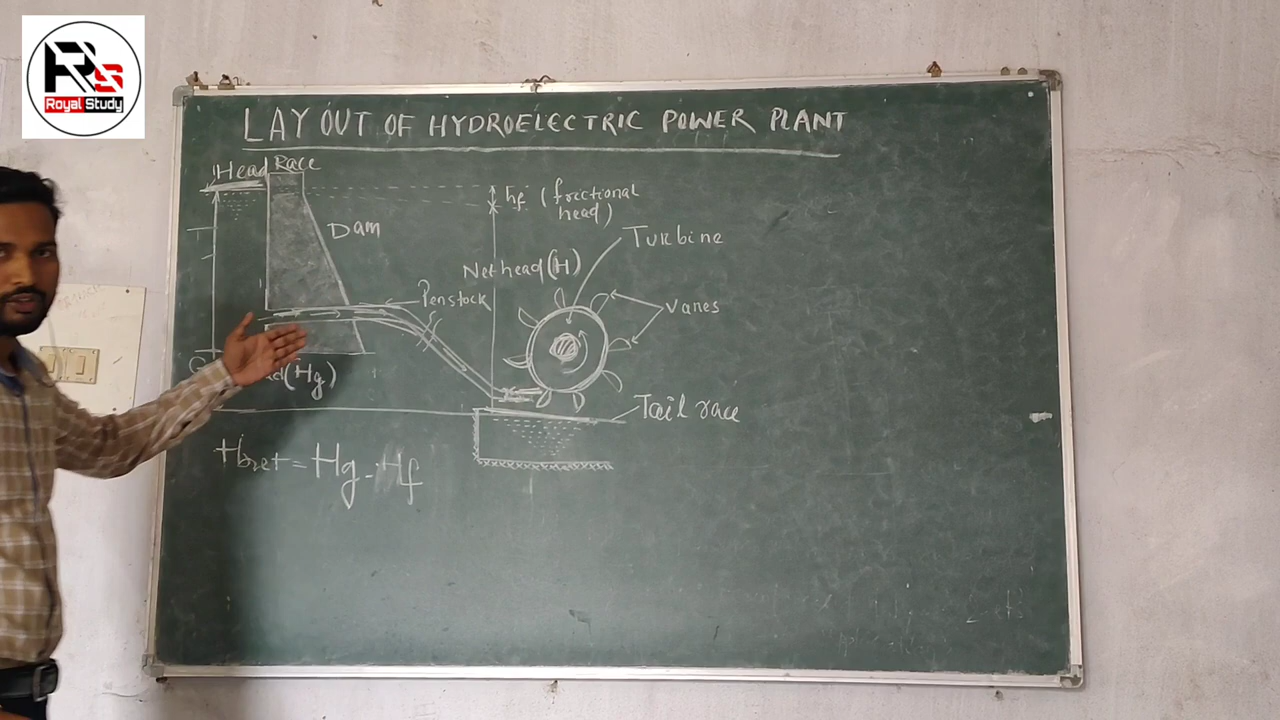 RS
Royal Study
LAY OUT OF HYDROELECTRIC POWER PLANT
Head Race
hf (frictional
head)
Dam
Turbine
Net head (H)
Penstock
Vanes
(Hg)
Tail race
Hnet = Hg - Hf